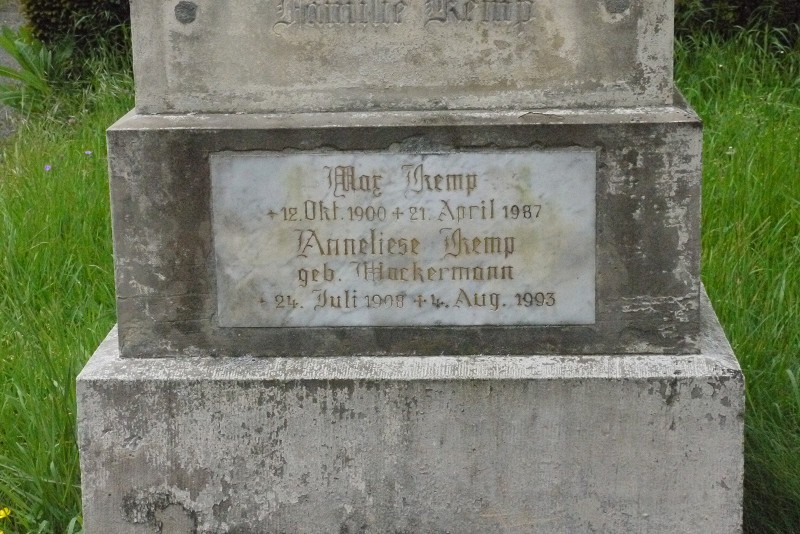 Familie Kemp
Max Kemp
+12. Okt. 1900 + 21. April 1987
Anneliese Kemp
geb. Wackermann
+ 24. Juli 1908 + 4. Aug. 1993